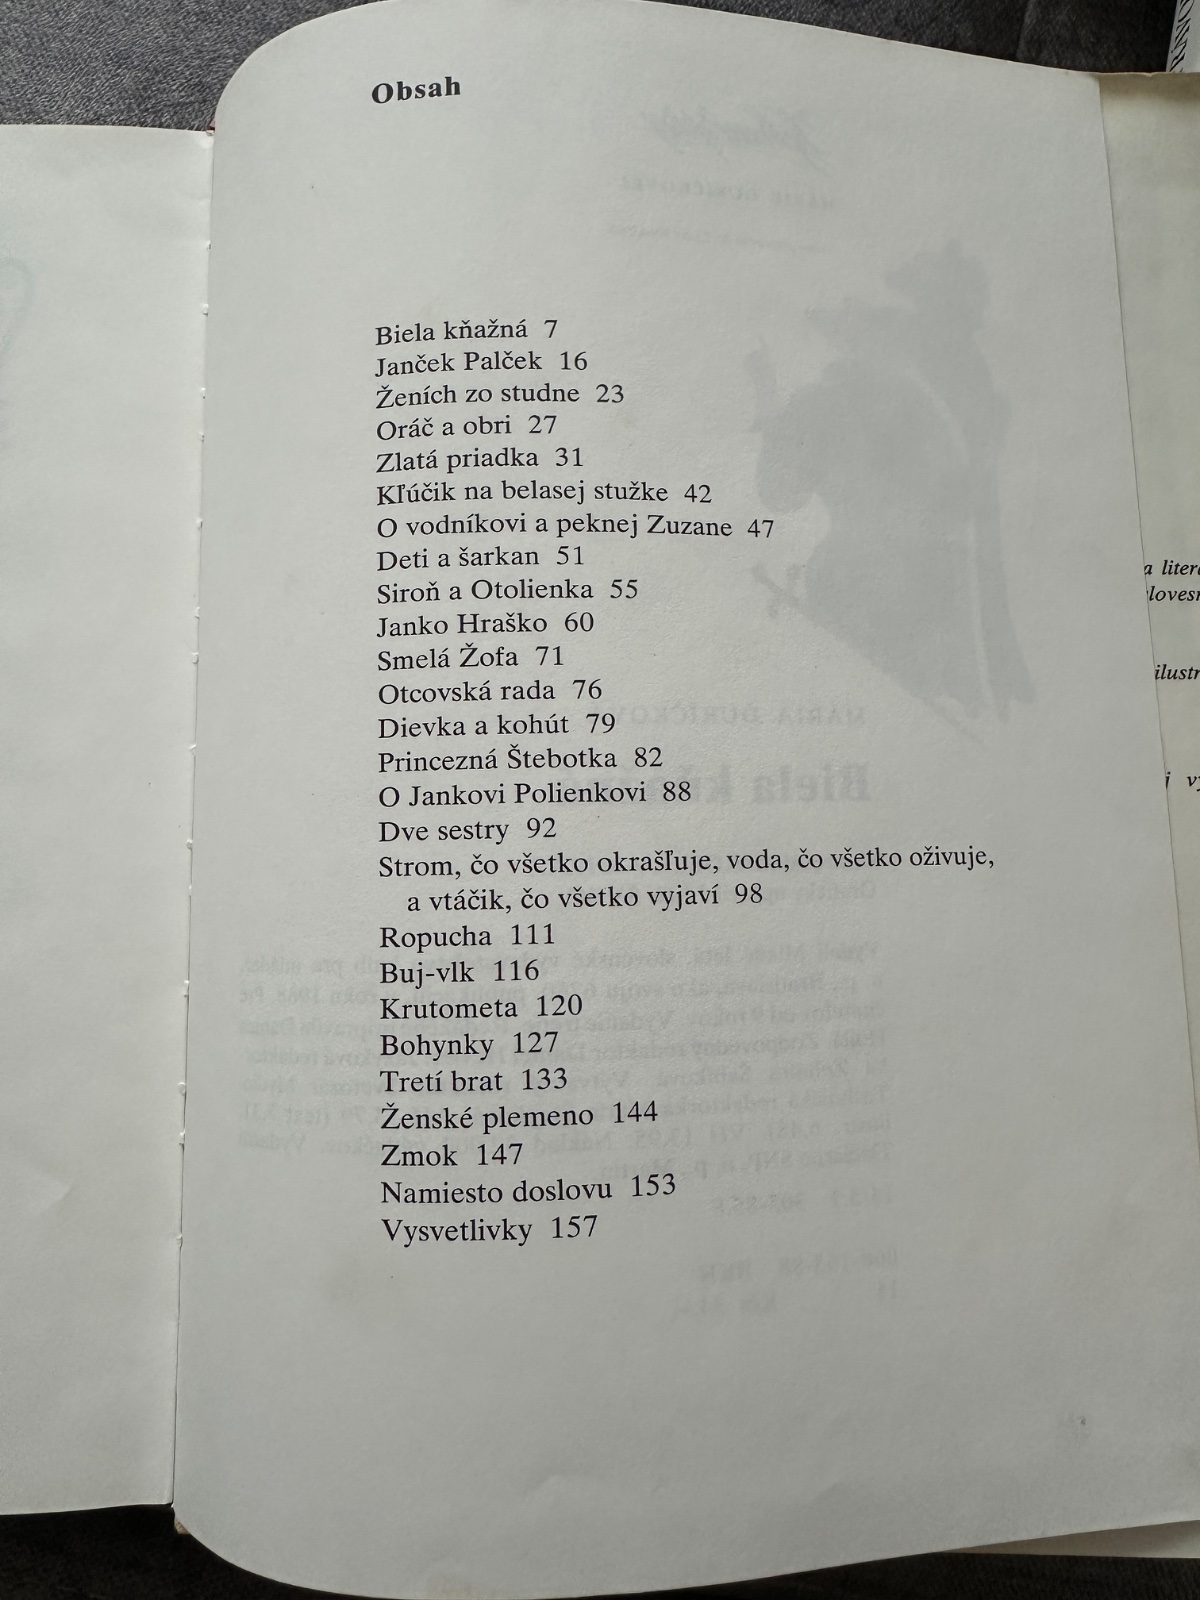 Obsah
Biela kňažná 7
Janček Palček 16
Ženích zo studne 23
Oráč a obri 27
Zlatá priadka 31
Kľúčik na belasej stužke 42
O vodníkovi a peknej Zuzane 47
Deti a šarkan 51
Siroň a Otolienka 55
Janko Hraško 60
Smelá Žofa 71
Otcovská rada 76
Dievka a kohút 79
Princezná Štebotka 82
O Jankovi Polienkovi 88
Dve sestry 92
Strom, čo všetko okrašľuje, voda, čo všetko oživuje,
a vtáčik, čo všetko vyjaví 98
Ropucha 111
Buj-vlk 116
Krutometa 120
Bohynky 127
Tretí brat 133
Ženské plemeno 144
Zmok 147
Namiesto doslovu 153
Vysvetlivky 157